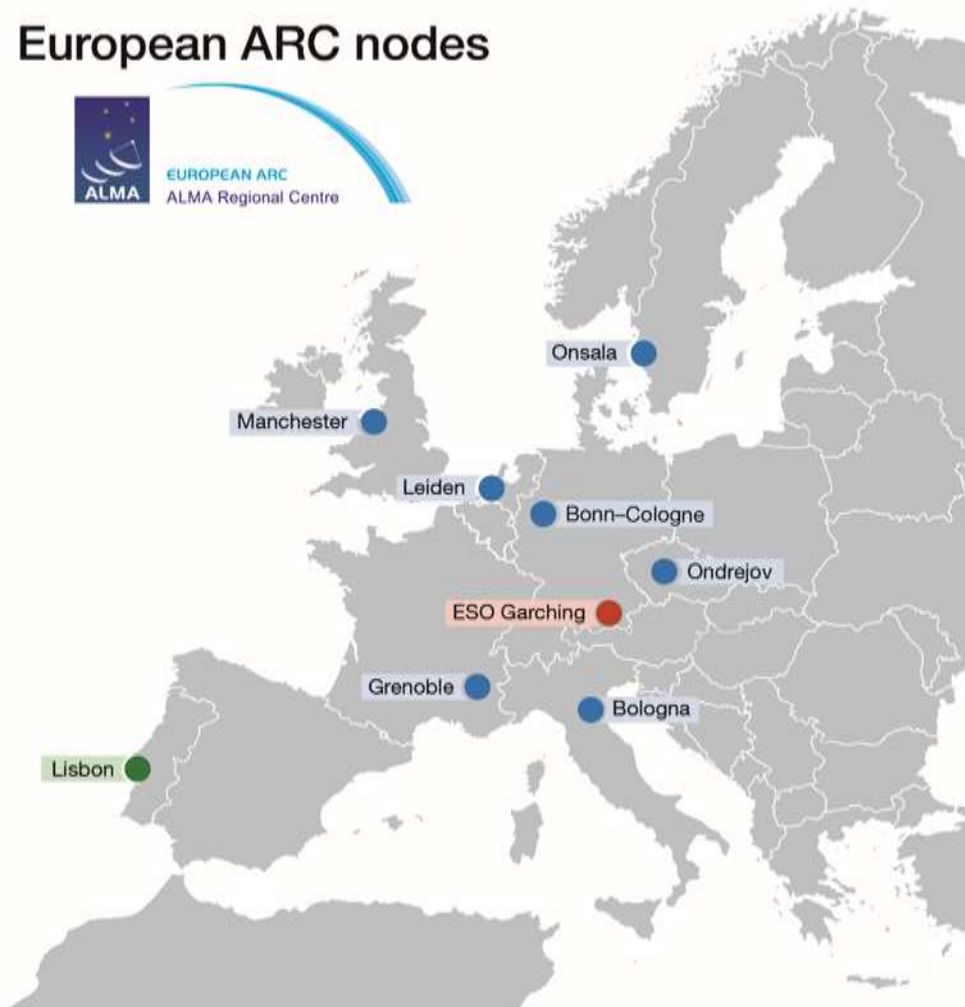 European ARC nodes
ALMA
EUROPEAN ARC
ALMA Regional Centre
Onsala
Manchester
Leiden
Bonn–Cologne
Ondrejov
ESO Garching
Grenoble
Bologna
Lisbon